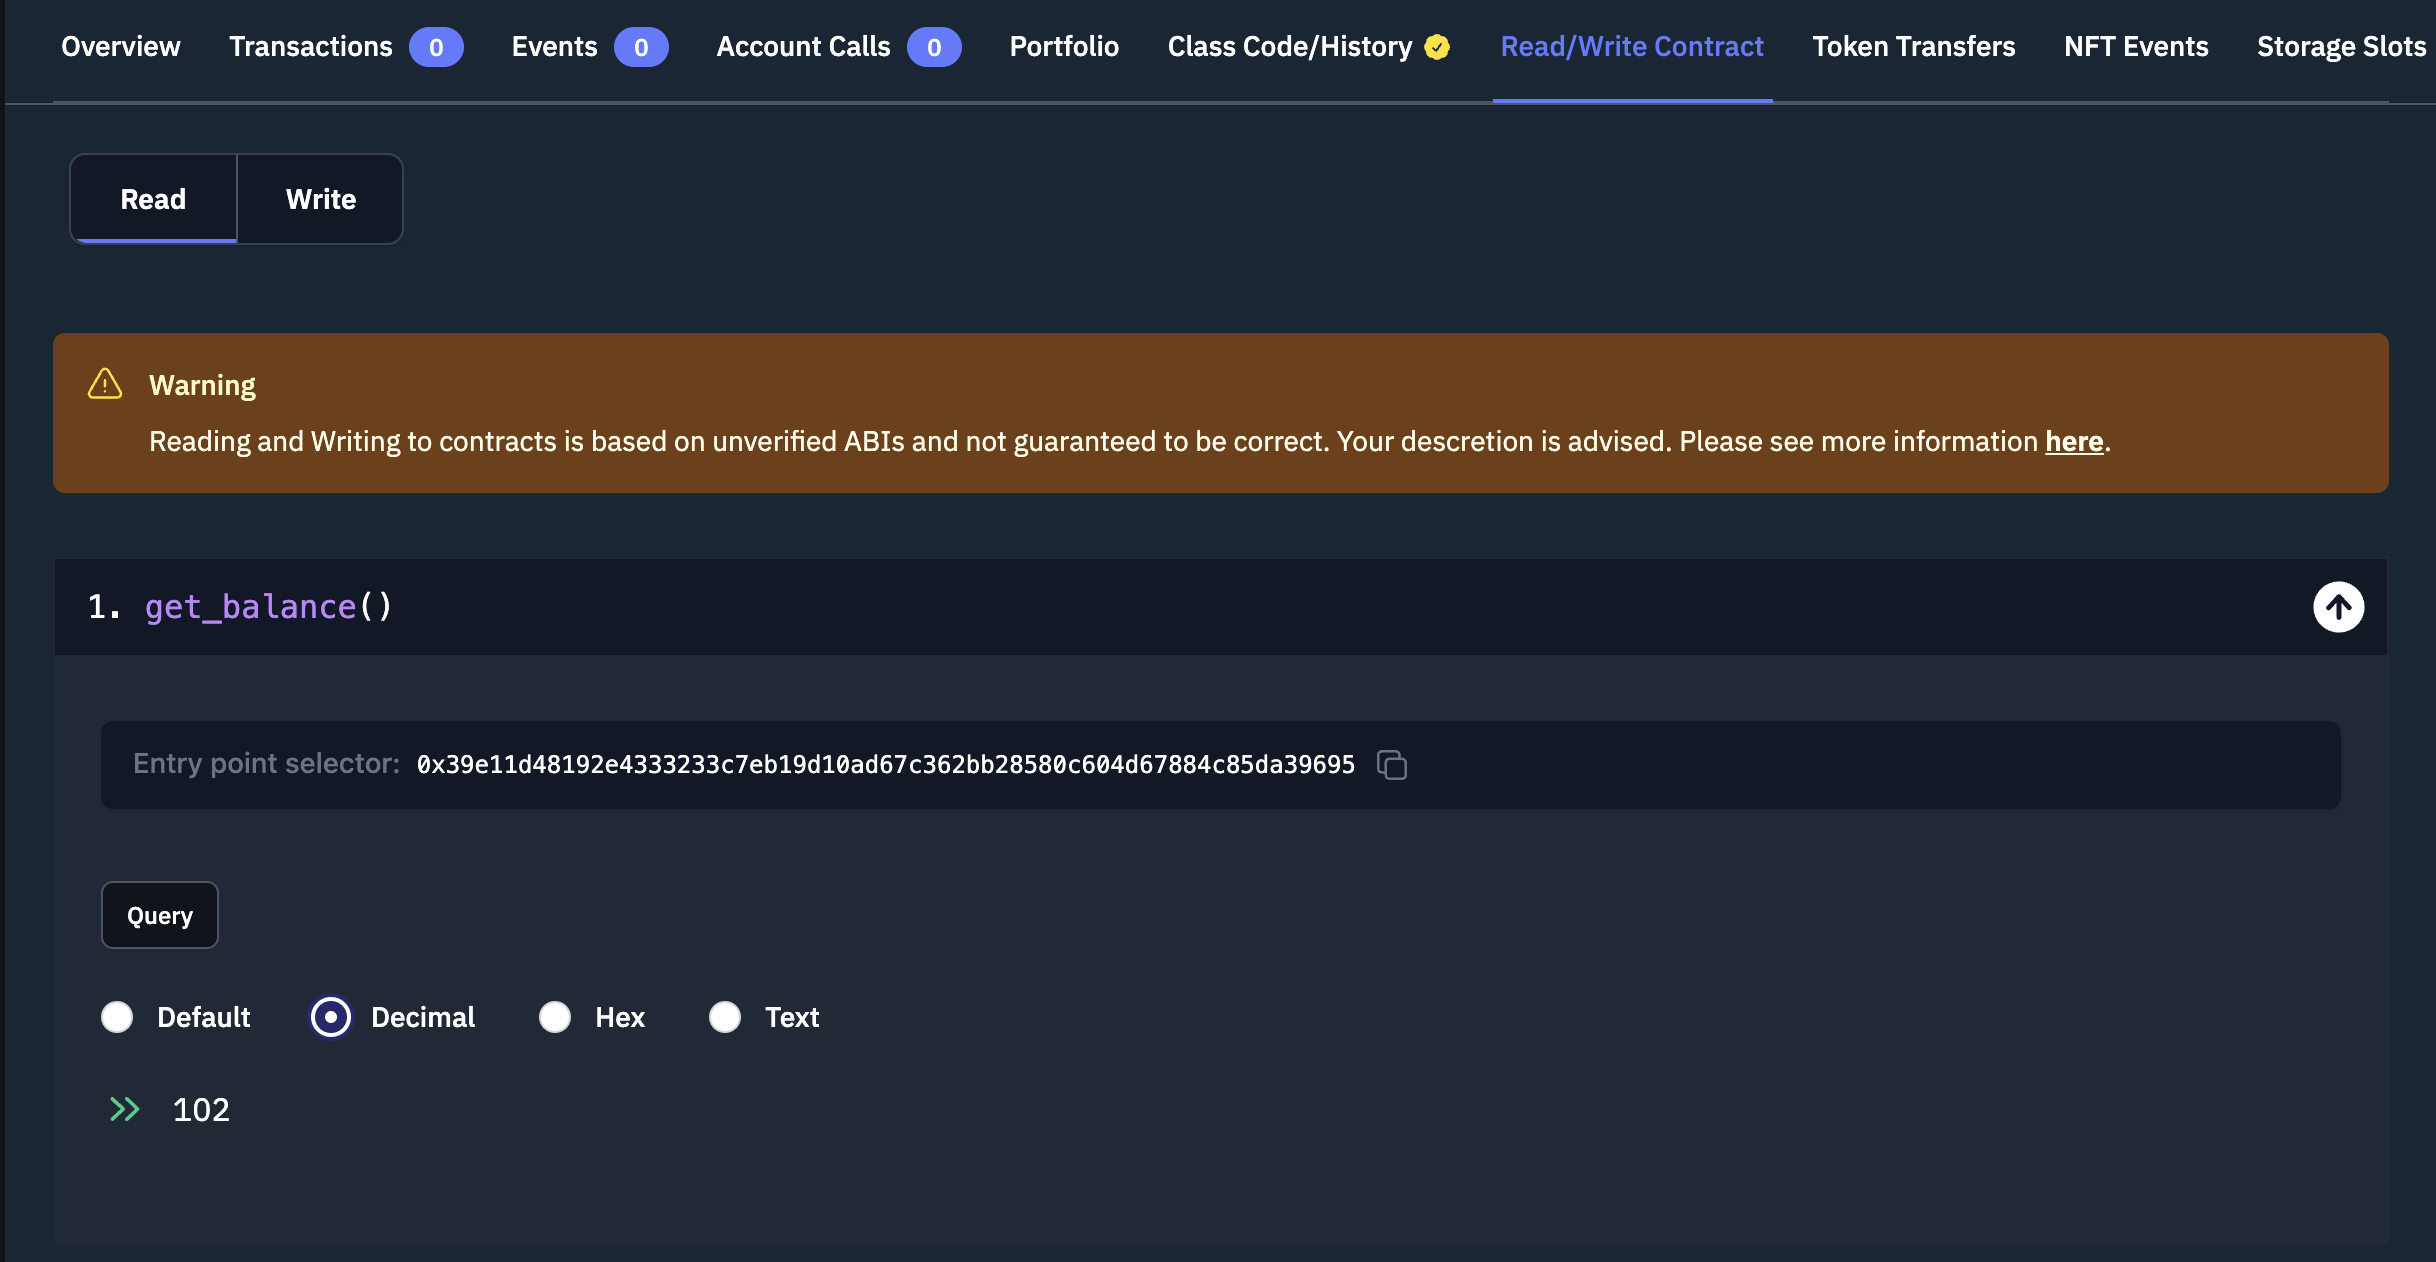 Overview Transactions 0 Events 0 Account Calls 0 Portfolio Class Code/History Read/Write Contract Token Transfers NFT Events Storage Slots
Read Write
Warning
Reading and Writing to contracts is based on unverified ABIs and not guaranteed to be correct. Your descretion is advised. Please see more information here.
1. get_balance()
Entry point selector: 0x39e11d48192e4333233c7eb19d10ad67c362bb28580c604d67884c85da39695
Query
Default Decimal Hex Text
102